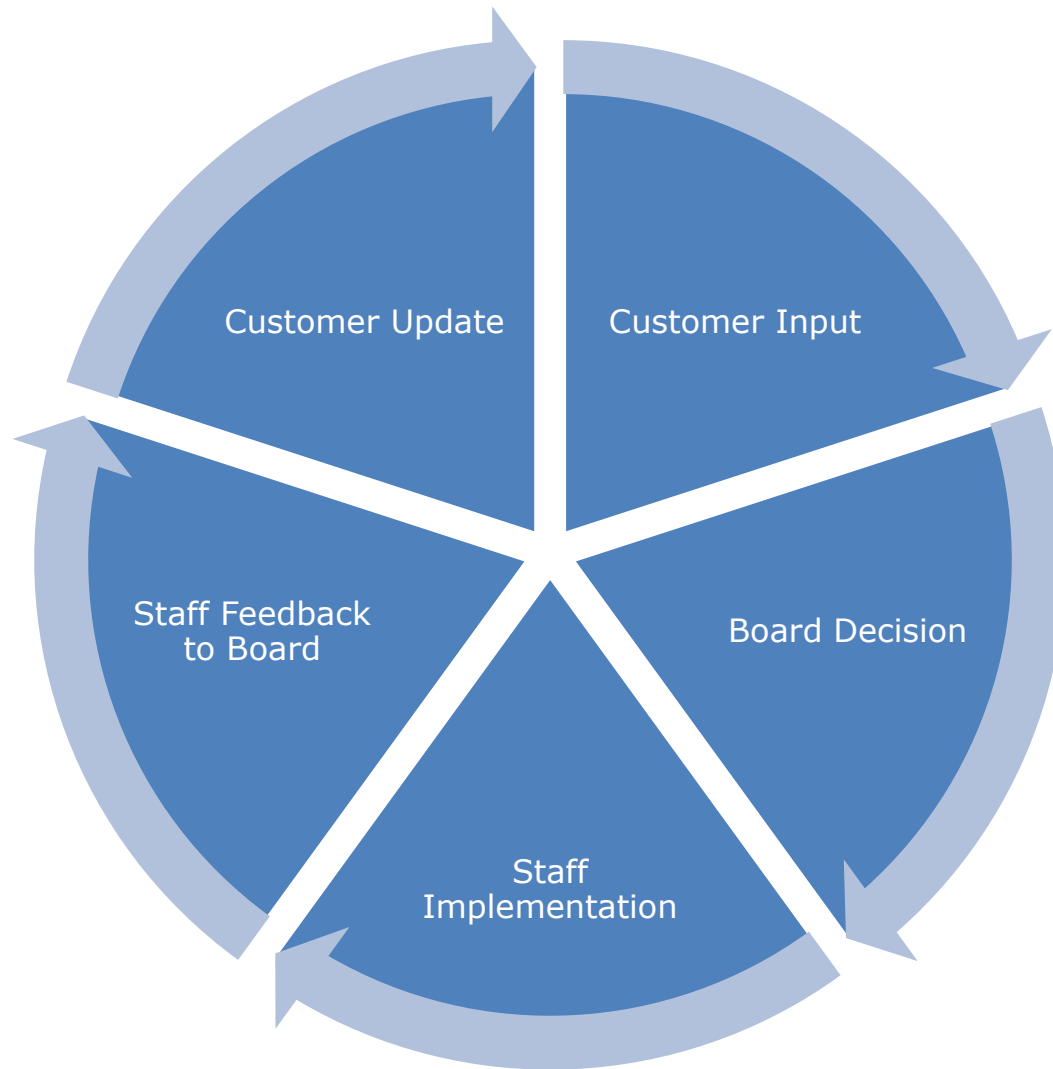 Customer Update
Customer Input
Staff Feedback
to Board
Board Decision
Staff
Implementation